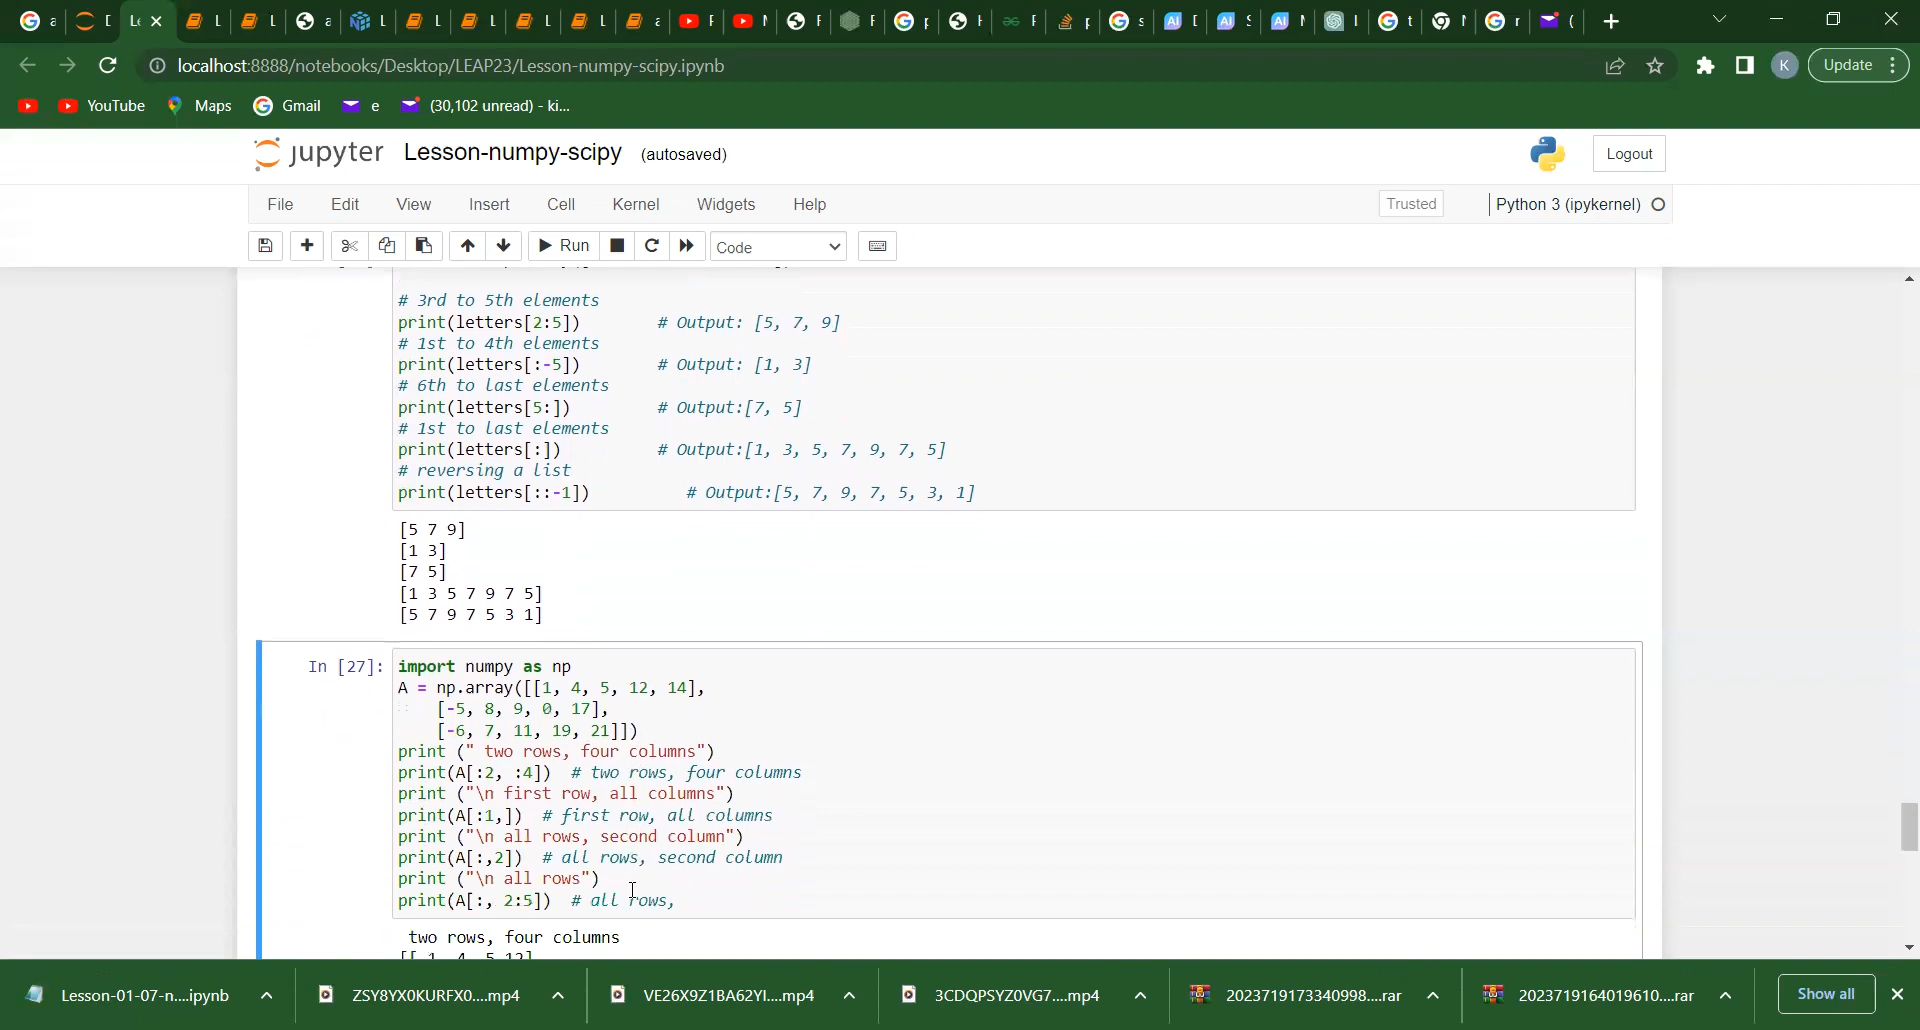 localhost:8888/notebooks/Desktop/LEAP23/Lesson-numpy-scipy.ipynb
K
Update
YouTube
Maps
Gmail
e
(30,102 unread) - ki...
jupyter
Lesson-numpy-scipy (autosaved)
Logout
File Edit View Insert Cell Kernel Widgets Help
Trusted
Python 3 (ipykernel)
Run
Code
# 3rd to 5th elements
print(letters[2:5]) # Output: [5, 7, 9]
# 1st to 4th elements
print(letters[:-5]) # Output: [1, 3]
# 6th to last elements
print(letters[5:]) # Output:[7, 5]
# 1st to last elements
print(letters[:]) # Output:[1, 3, 5, 7, 9, 7, 5]
# reversing a list
print(letters[::-1]) # Output:[5, 7, 9, 7, 5, 3, 1]
[5 7 9]
[1 3]
[7 5]
[1 3 5 7 9 7 5]
[5 7 9 7 5 3 1]
In [27]: import numpy as np
A = np.array([[1, 4, 5, 12, 14],
[-5, 8, 9, 0, 17],
[-6, 7, 11, 19, 21]])
print (" two rows, four columns")
print(A[:2, :4]) # two rows, four columns
print ("\n first row, all columns")
print(A[:1,]) # first row, all columns
print ("\n all rows, second column")
print(A[:,2]) # all rows, second column
print ("\n all rows")
print(A[:, 2:5]) # all rows,
two rows, four columns
[[ 1 4 5 12]
Lesson-01-07-n....ipynb
ZSY8YX0KURFX0....mp4
VE26X9Z1BA62YI....mp4
3CDQPSYZ0VG7....mp4
2023719173340998....rar
2023719164019610....rar
Show all